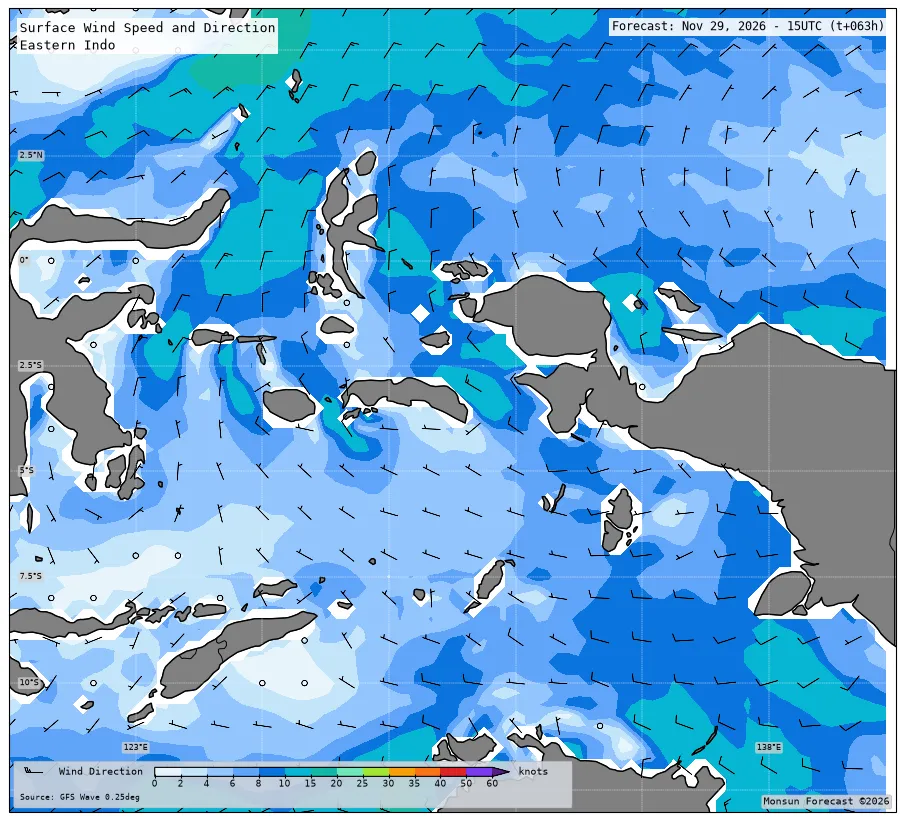 Surface Wind Speed and Direction
Eastern Indo
Forecast: Nov 29, 2026 - 15UTC (t+063h)
2.5°N
0°
2.5°S
5°S
7.5°S
10°S
123°E
138°E
Wind Direction
0 2 4 6 8 10 15 20 25 30 35 40 50 60
knots
Source: GFS Wave 0.25deg
Monsun Forecast ©2026